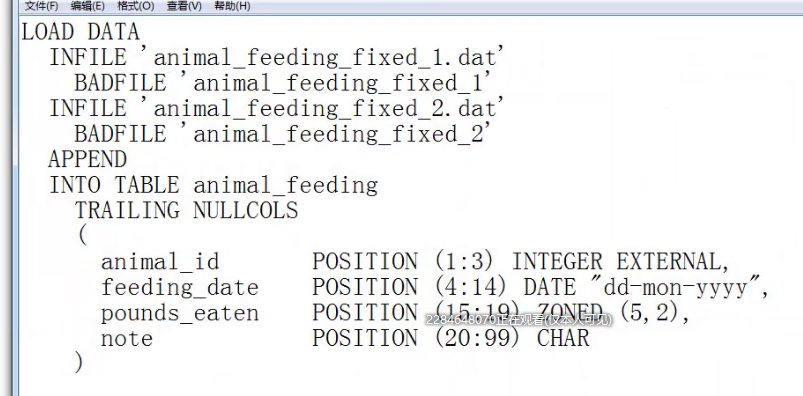 文件(F) 编辑(E) 格式(O) 查看(V) 帮助(H)
LOAD DATA
INFILE 'animal_feeding_fixed_1.dat'
BADFILE 'animal_feeding_fixed_1'
INFILE 'animal_feeding_fixed_2.dat'
BADFILE 'animal_feeding_fixed_2'
APPEND
INTO TABLE animal_feeding
TRAILING NULLCOLS
(
animal_id POSITION (1:3) INTEGER EXTERNAL,
feeding_date POSITION (4:14) DATE "dd-mon-yyyy",
pounds_eaten POSITION (15:19) ZONED (5,2),
2284648070正在观看(仅本人可见)
note POSITION (20:99) CHAR
)